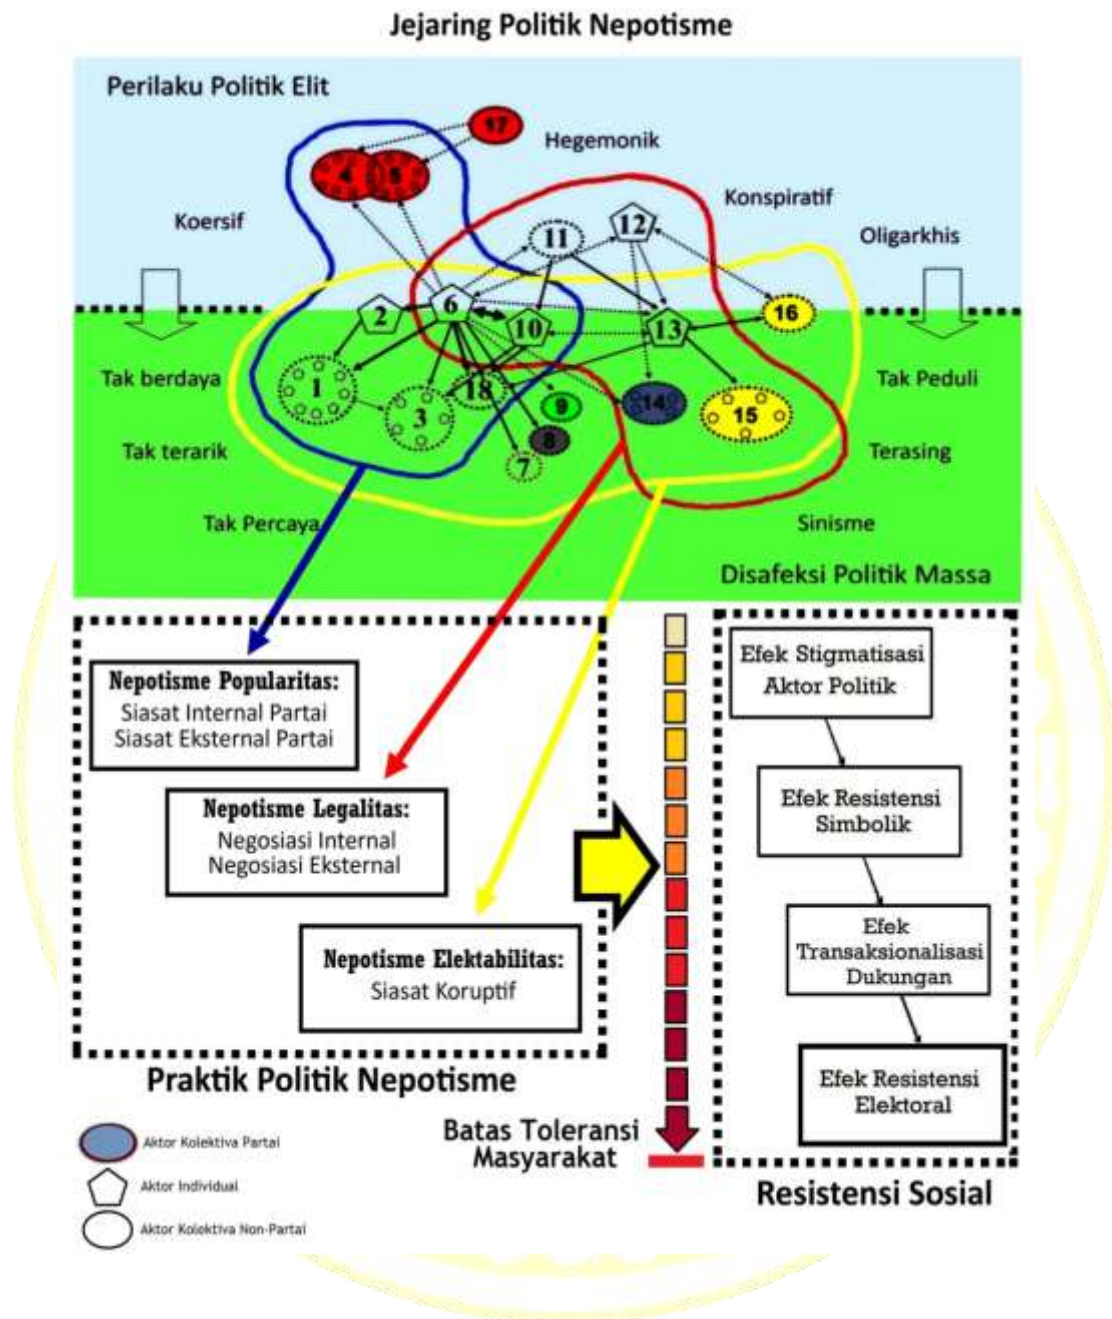 Jejaring Politik Nepotisme
Perilaku Politik Elit
17
Hegemonik
4
5
Konspiratif
Koersif
11
12
Oligarkhis
2
6
10
13
16
Tak berdaya
1
3
18
9
14
15
Tak Peduli
Tak terarik
8
7
Terasing
Tak Percaya
Sinisme
Disafeksi Politik Massa
Nepotisme Popularitas:
Siasat Internal Partai
Siasat Eksternal Partai
Nepotisme Legalitas:
Negosiasi Internal
Negosiasi Eksternal
Nepotisme Elektabilitas:
Siasat Koruptif
Praktik Politik Nepotisme
Efek Stigmatisasi
Aktor Politik
Efek Resistensi
Simbolik
Efek
Transaksionalisasi
Dukungan
Efek Resistensi
Elektoral
Batas Toleransi
Masyarakat
Resistensi Sosial
Aktor Kolektiva Partai
Aktor Individual
Aktor Kolektiva Non-Partai